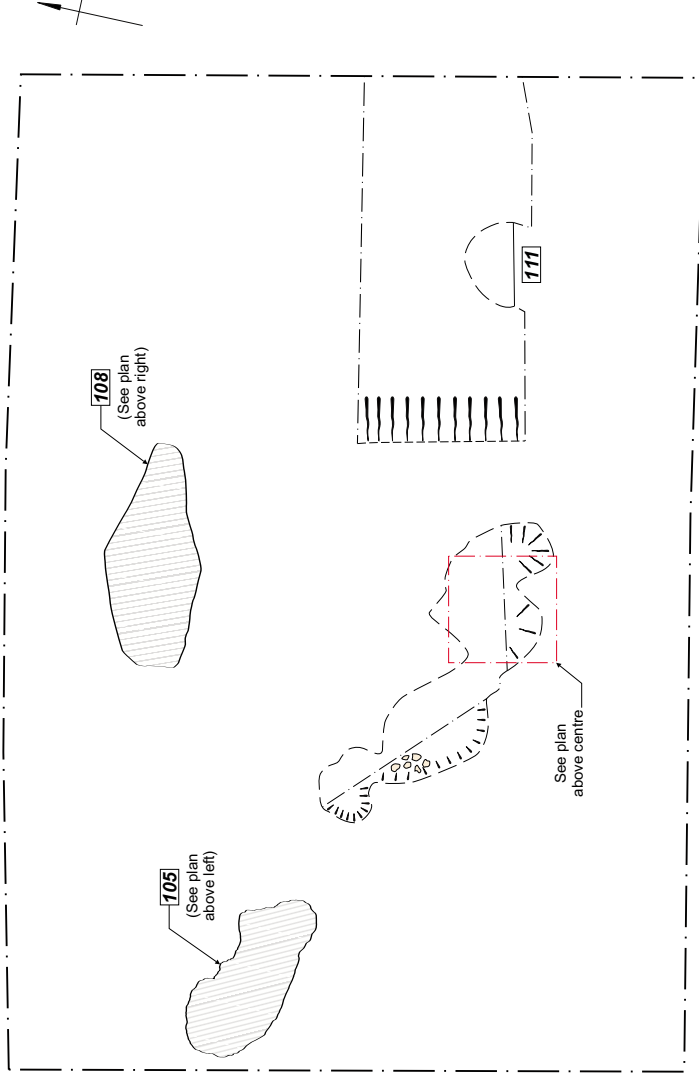 105
(See plan
above left)
108
(See plan
above right)
See plan
above centre
111